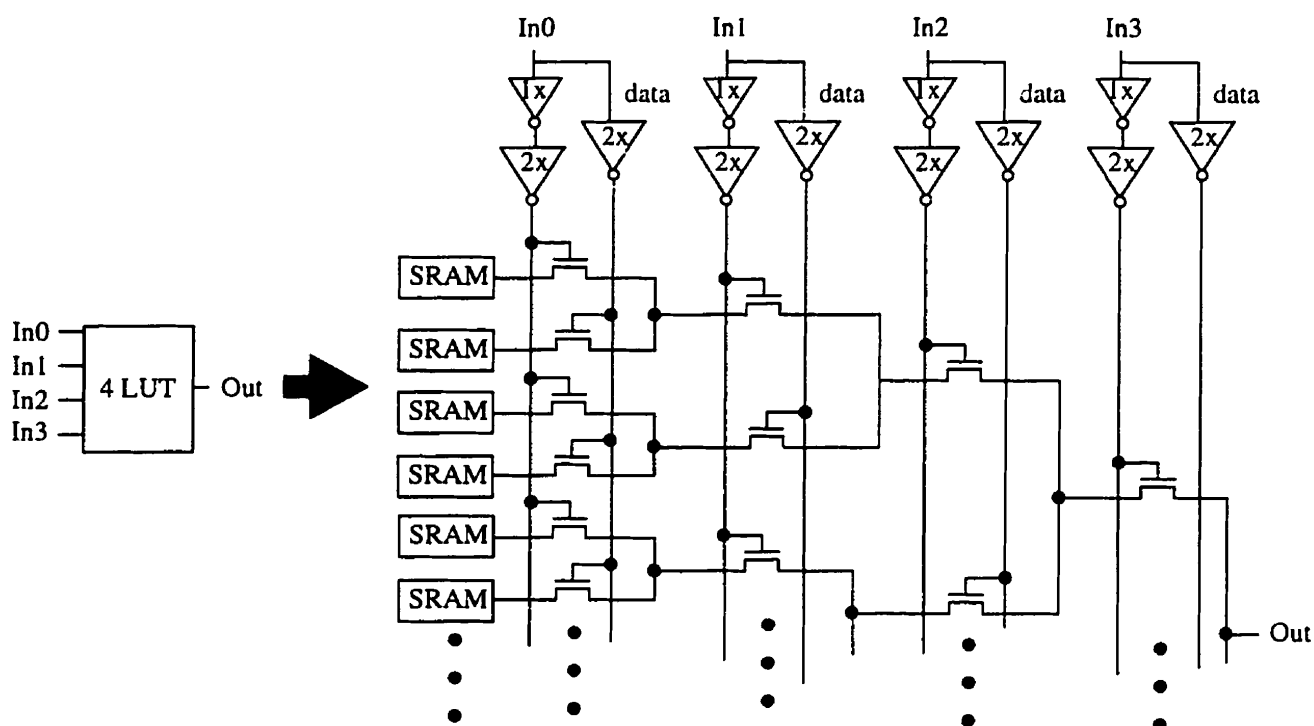 In0 In1 In2 In3
1x data 1x data 1x data 1x data
2x 2x 2x 2x
2x 2x 2x 2x
SRAM
SRAM
SRAM
SRAM
SRAM
SRAM
In0
In1
In2
In3
4 LUT
Out
Out